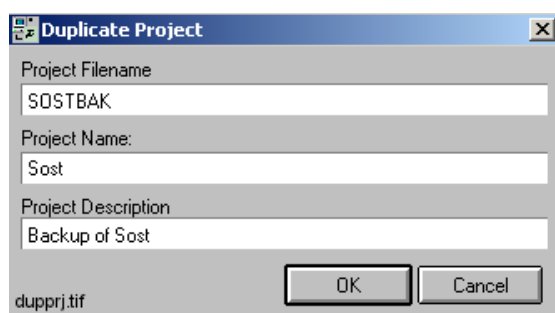 Duplicate Project
Project Filename
SOSTBAK
Project Name:
Sost
Project Description
Backup of Sost
OK Cancel
dupprj.tif